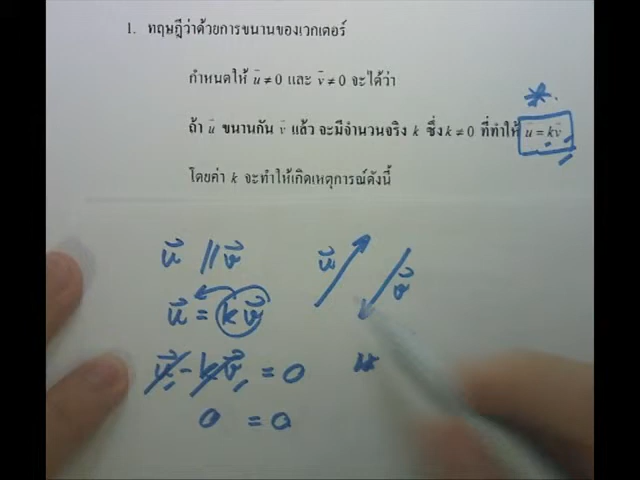 1. ทฤษฎีว่าด้วยการขนานของเวกเตอร์
กำหนดให้ ū ≠ 0 และ v̄ ≠ 0 จะได้ว่า
ถ้า ū ขนานกับ v̄ แล้ว จะมีจำนวนจริง k ซึ่ง k ≠ 0 ที่ทำให้ ū = kv̄
โดยค่า k จะทำให้เกิดเหตุการณ์ดังนี้
u⃗ // v⃗
u⃗ v⃗
u⃗ = k v⃗
u⃗ - k v⃗ = 0
0 = 0